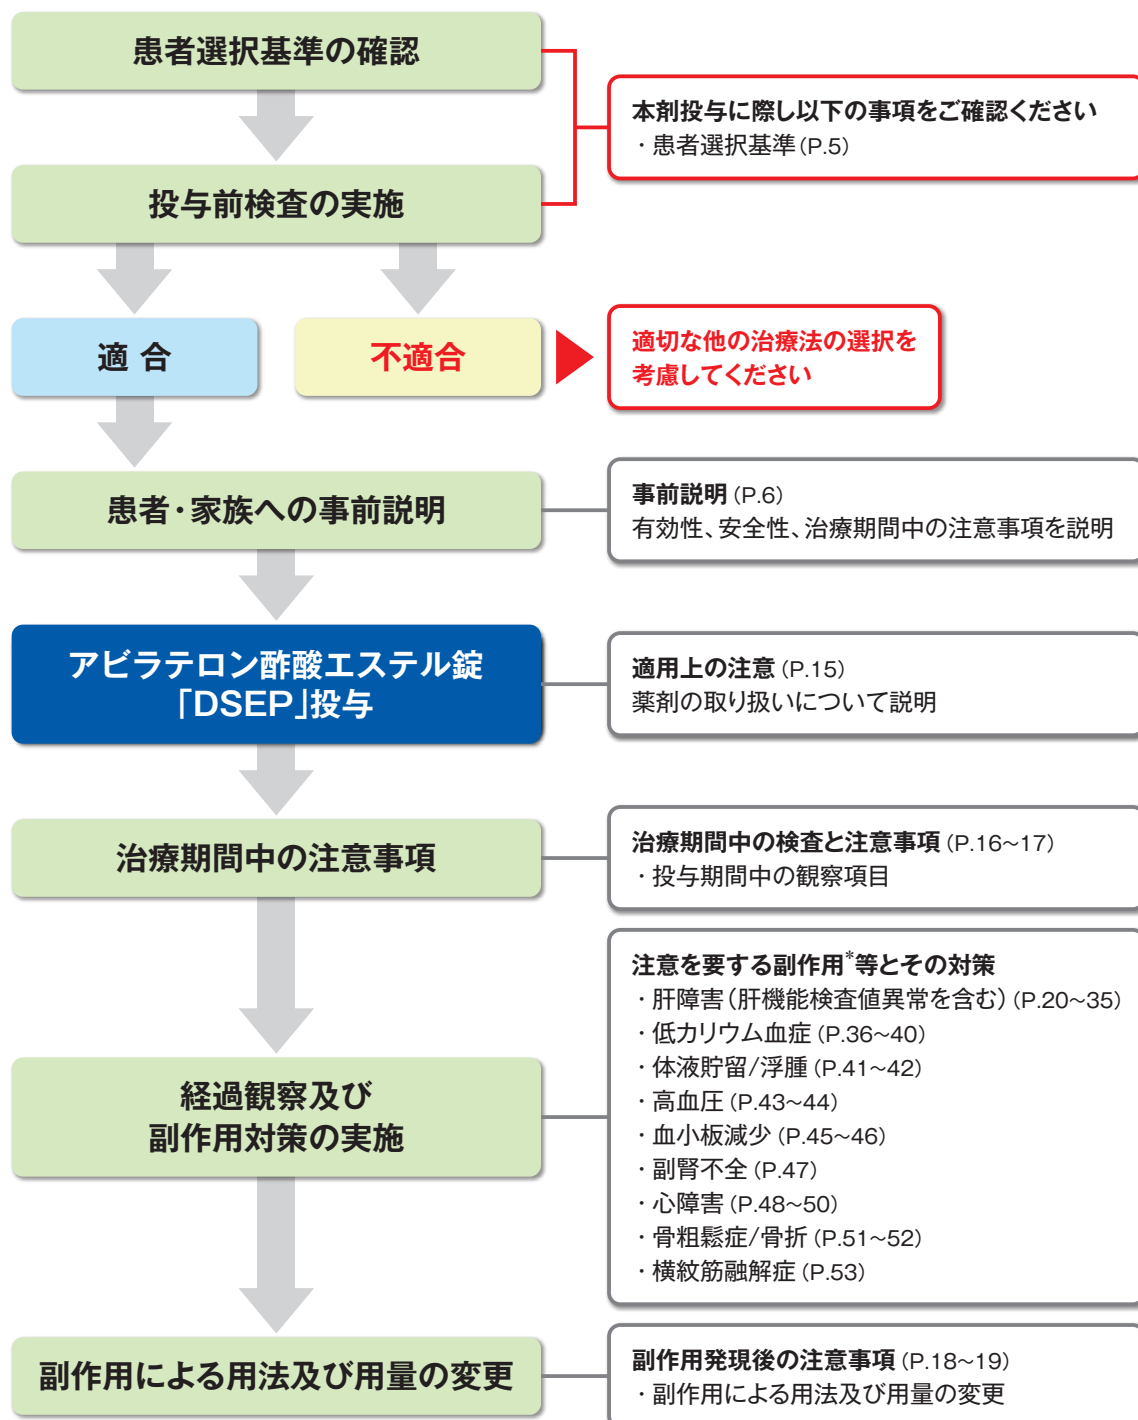 患者選択基準の確認
本剤投与に際し以下の事項をご確認ください
・患者選択基準(P.5)
投与前検査の実施
適 合
不適合
適切な他の治療法の選択を
考慮してください
患者・家族への事前説明
事前説明(P.6)
有効性、安全性、治療期間中の注意事項を説明
アビラテロン酢酸エステル錠
「DSEP」投与
適用上の注意(P.15)
薬剤の取り扱いについて説明
治療期間中の注意事項
治療期間中の検査と注意事項(P.16~17)
・投与期間中の観察項目
経過観察及び
副作用対策の実施
注意を要する副作用*等とその対策
・肝障害(肝機能検査値異常を含む)(P.20~35)
・低カリウム血症(P.36~40)
・体液貯留/浮腫(P.41~42)
・高血圧(P.43~44)
・血小板減少(P.45~46)
・副腎不全(P.47)
・心障害(P.48~50)
・骨粗鬆症/骨折(P.51~52)
・横紋筋融解症(P.53)
副作用による用法及び用量の変更
副作用発現後の注意事項(P.18~19)
・副作用による用法及び用量の変更